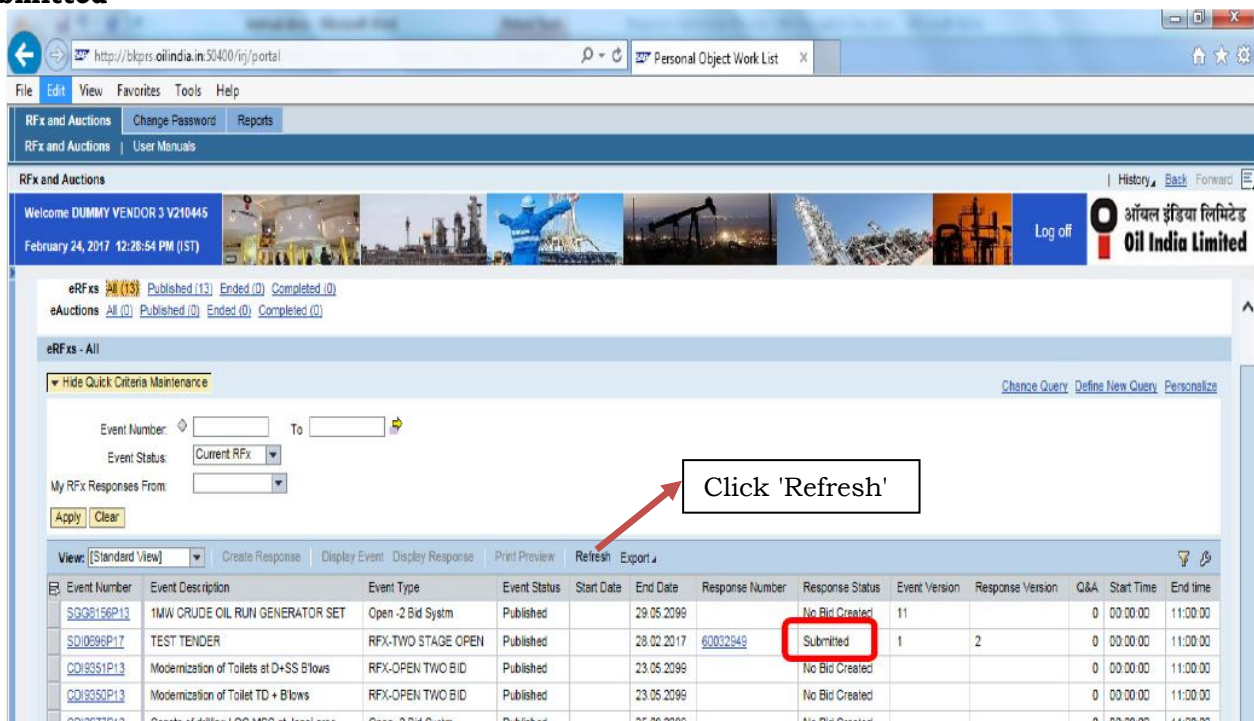 http://blkprs.oilindia.in:50400/irj/portal
Personal Object Work List
File Edit View Favorites Tools Help
RFx and Auctions Change Password Reports
RFx and Auctions | User Manuals
RFx and Auctions | History Back Forward
Welcome DUMMY VENDOR 3 V210445
February 24, 2017 12:28:54 PM (IST)
Log off
ऑयल इंडिया लिमिटेड
Oil India Limited
eRFxs All (13) Published (13) Ended (0) Completed (0)
eAuctions All (0) Published (0) Ended (0) Completed (0)
eRFxs - All
Hide Quick Criteria Maintenance Change Query Define New Query Personalize
Event Number: To
Event Status: Current RFx
My RFx Responses From:
Click 'Refresh'
Apply Clear
View: [Standard View] Create Response Display Event Display Response Print Preview Refresh Export
Event Number Event Description Event Type Event Status Start Date End Date Response Number Response Status Event Version Response Version Q&A Start Time End time
SGG8156P13 1MW CRUDE OIL RUN GENERATOR SET Open -2 Bid Systm Published 29.05.2099 No Bid Created 11 0 00:00:00 11:00:00
SDI0696P17 TEST TENDER RFX-TWO STAGE OPEN Published 28.02.2017 60032949 Submitted 1 2 0 00:00:00 11:00:00
CDI9351P13 Modernization of Toilets at D+SS B'lows RFX-OPEN TWO BID Published 23.05.2099 No Bid Created 0 00:00:00 11:00:00
CDI9350P13 Modernization of Toilet TD + B'lows RFX-OPEN TWO BID Published 23.05.2099 No Bid Created 0 00:00:00 11:00:00